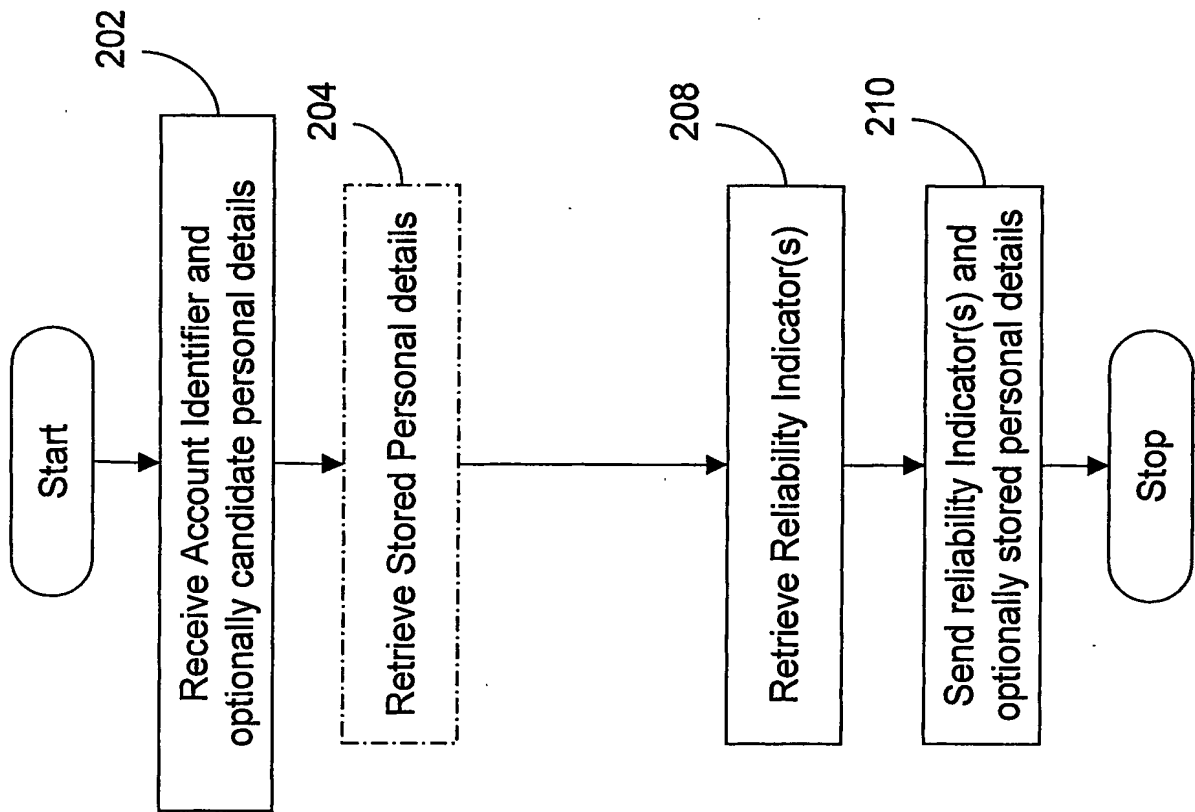 Start
202
Receive Account Identifier and
optionally candidate personal details
204
Retrieve Stored Personal details
208
Retrieve Reliability Indicator(s)
210
Send reliability Indicator(s) and
optionally stored personal details
Stop